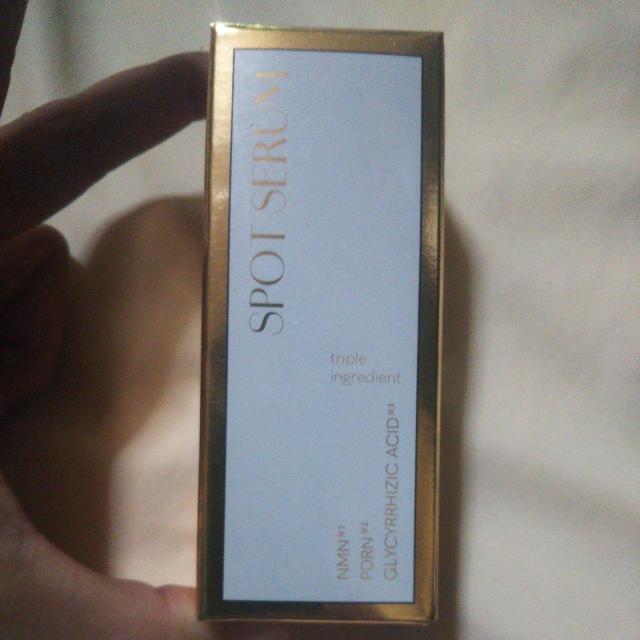 SPOT SERUM
triple
ingredient
NMN※1
PDRN※2
GLYCYRRHIZIC ACID※3